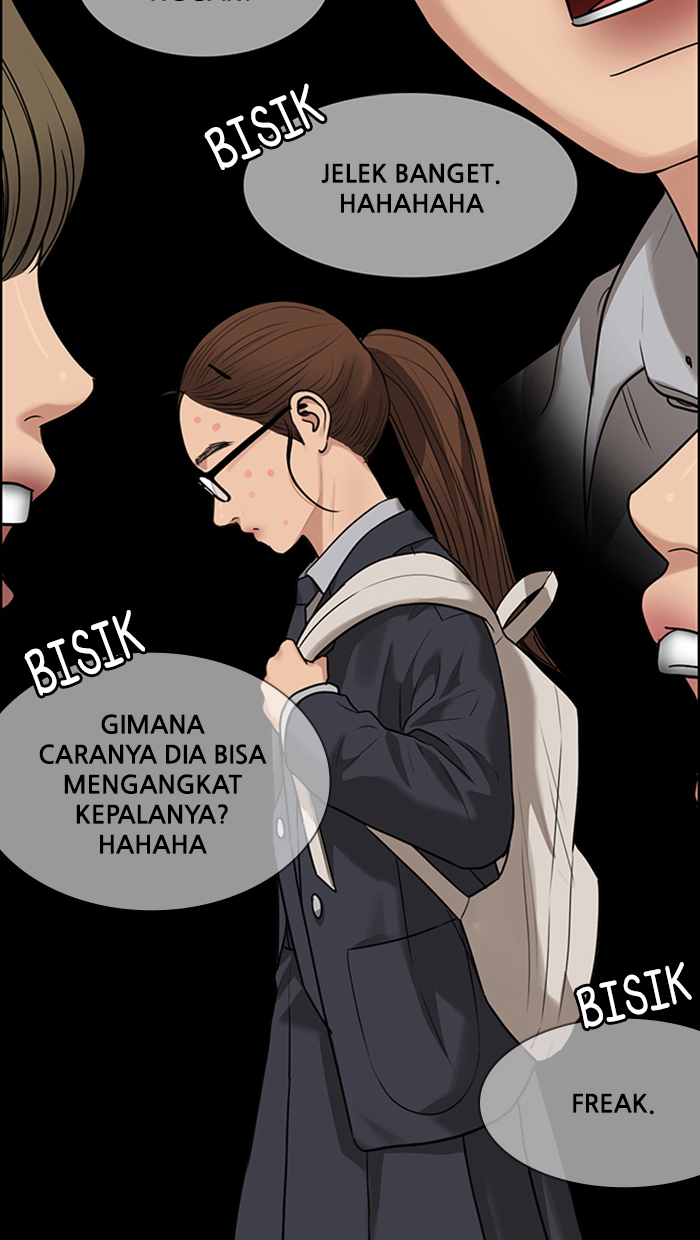 BISIK
JELEK BANGET.
HAHAHAHA
BISIK
GIMANA
CARANYA DIA BISA
MENGANGKAT
KEPALANYA?
HAHAHA
BISIK
FREAK.